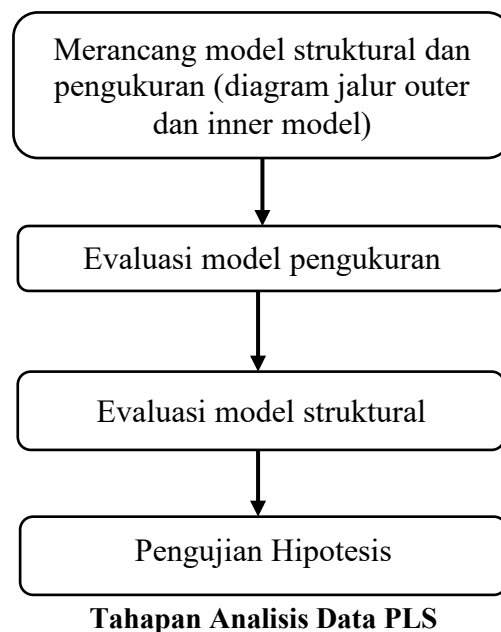 Merancang model struktural dan
pengukuran (diagram jalur outer
dan inner model)
Evaluasi model pengukuran
Evaluasi model struktural
Pengujian Hipotesis
Tahapan Analisis Data PLS